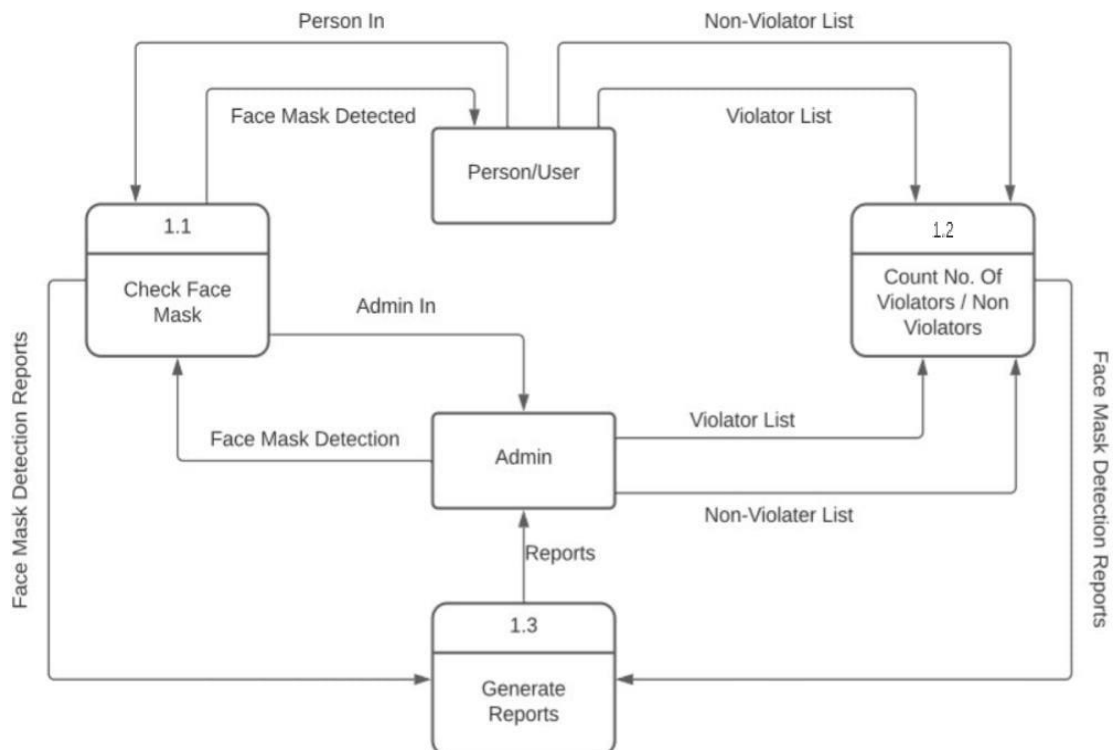 Person In
Non-Violator List
Face Mask Detected
Violator List
Person/User
1.1
1.2
Check Face
Mask
Count No. Of
Violators / Non
Violators
Admin In
Face Mask Detection Reports
Face Mask Detection Reports
Face Mask Detection
Violator List
Admin
Non-Violater List
Reports
1.3
Generate
Reports